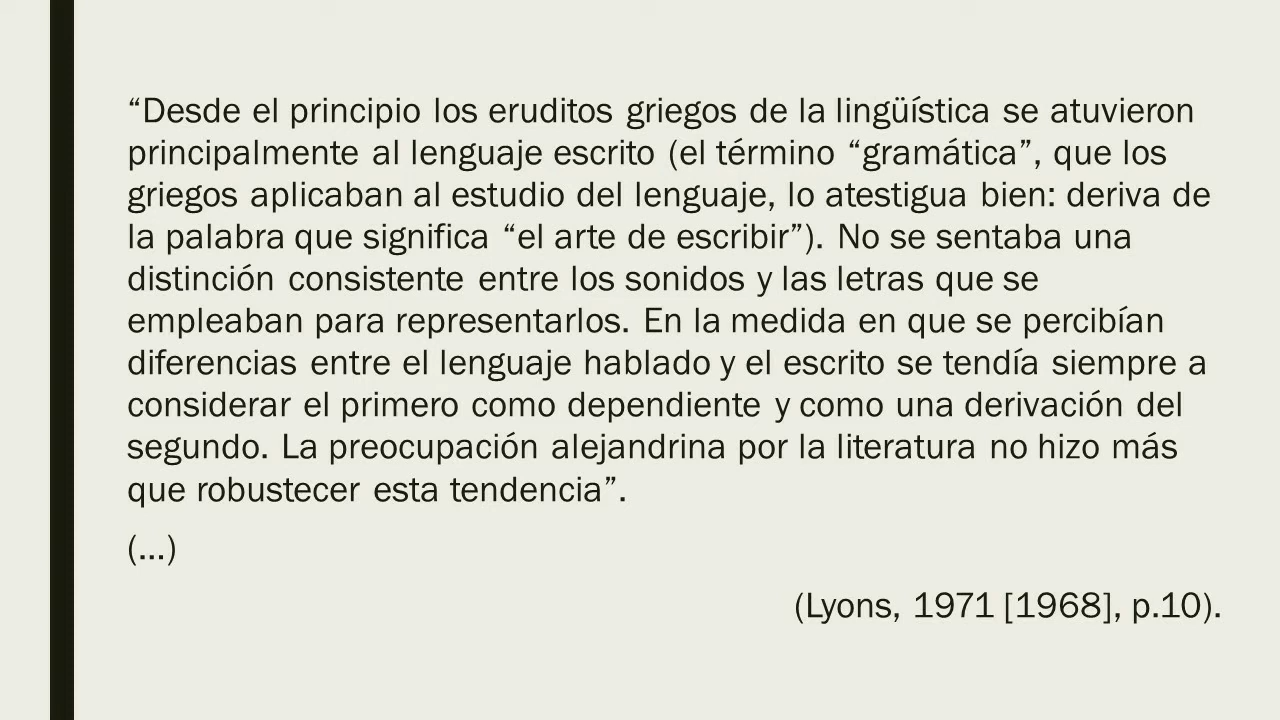 “Desde el principio los eruditos griegos de la lingüística se atuvieron
principalmente al lenguaje escrito (el término “gramática”, que los
griegos aplicaban al estudio del lenguaje, lo atestigua bien: deriva de
la palabra que significa “el arte de escribir”). No se sentaba una
distinción consistente entre los sonidos y las letras que se
empleaban para representarlos. En la medida en que se percibían
diferencias entre el lenguaje hablado y el escrito se tendía siempre a
considerar el primero como dependiente y como una derivación del
segundo. La preocupación alejandrina por la literatura no hizo más
que robustecer esta tendencia”.
(...)
(Lyons, 1971 [1968], p.10).